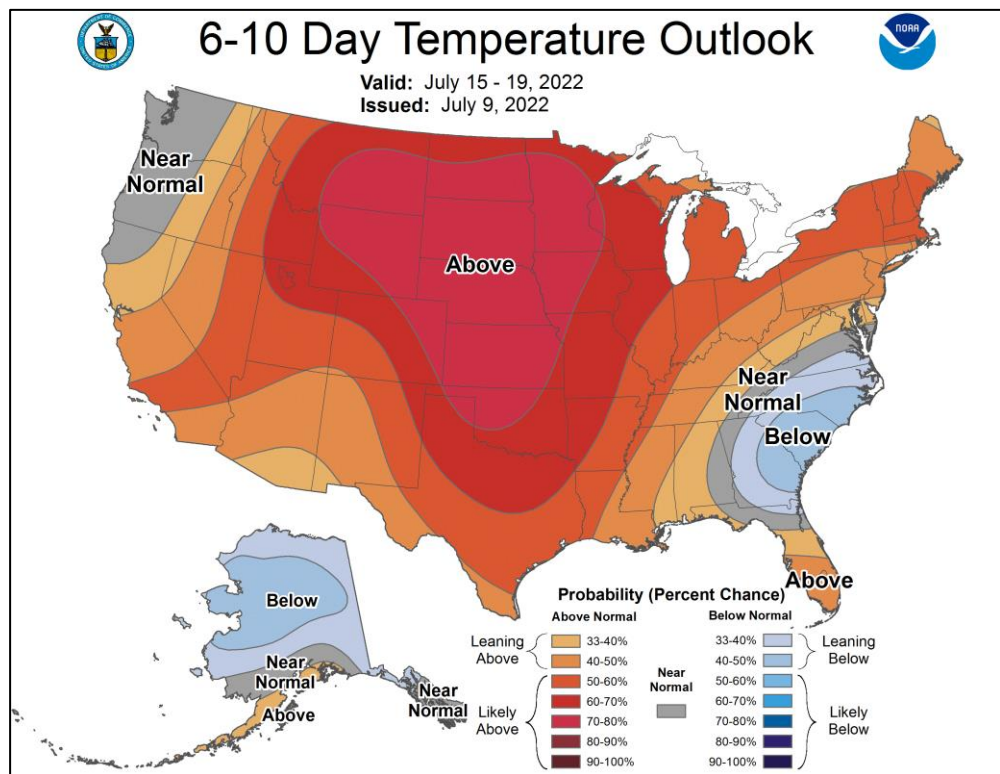 6-10 Day Temperature Outlook
Valid: July 15 - 19, 2022
Issued: July 9, 2022
NOAA
Near
Normal
Above
Near
Normal
Below
Above
Below
Near
Normal
Above
Near
Normal
Probability (Percent Chance)
Above Normal
Below Normal
Leaning
Above
33-40%
40-50%
Likely
Above
50-60%
60-70%
70-80%
80-90%
90-100%
Near
Normal
33-40%
40-50%
Leaning
Below
50-60%
60-70%
70-80%
80-90%
90-100%
Likely
Below